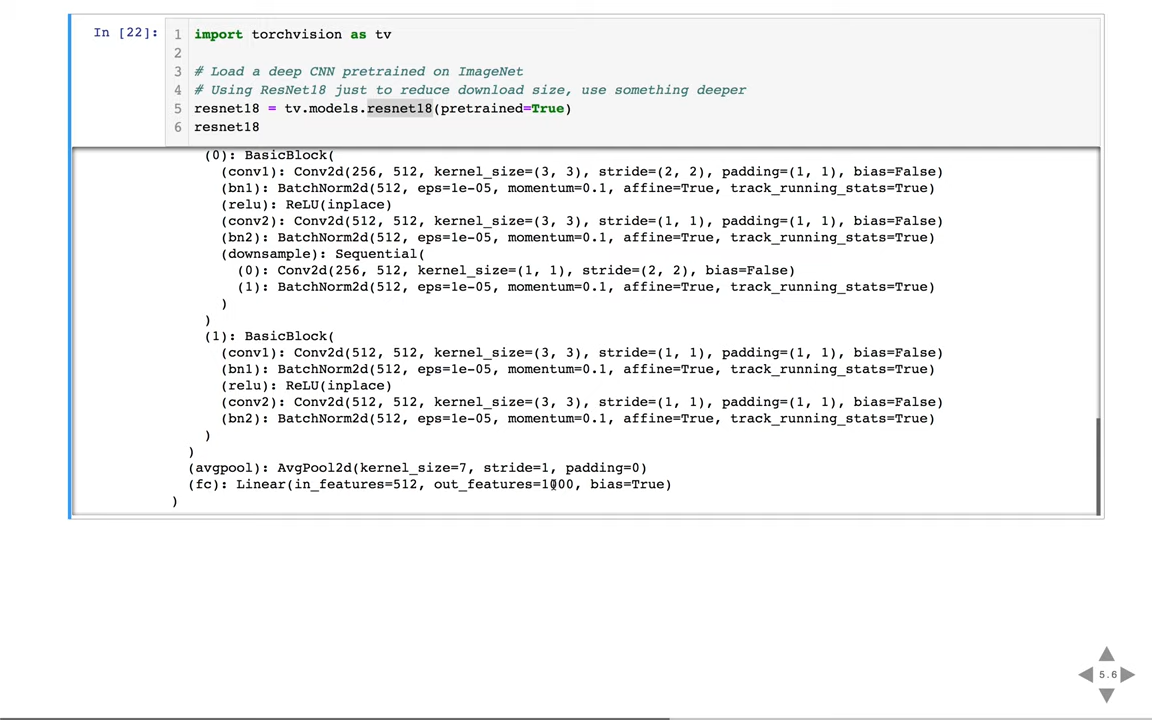 In [22]:
1 import torchvision as tv
2
3 # Load a deep CNN pretrained on ImageNet
4 # Using ResNet18 just to reduce download size, use something deeper
5 resnet18 = tv.models.resnet18(pretrained=True)
6 resnet18
(0): BasicBlock(
(conv1): Conv2d(256, 512, kernel_size=(3, 3), stride=(2, 2), padding=(1, 1), bias=False)
(bn1): BatchNorm2d(512, eps=1e-05, momentum=0.1, affine=True, track_running_stats=True)
(relu): ReLU(inplace)
(conv2): Conv2d(512, 512, kernel_size=(3, 3), stride=(1, 1), padding=(1, 1), bias=False)
(bn2): BatchNorm2d(512, eps=1e-05, momentum=0.1, affine=True, track_running_stats=True)
(downsample): Sequential(
(0): Conv2d(256, 512, kernel_size=(1, 1), stride=(2, 2), bias=False)
(1): BatchNorm2d(512, eps=1e-05, momentum=0.1, affine=True, track_running_stats=True)
)
)
(1): BasicBlock(
(conv1): Conv2d(512, 512, kernel_size=(3, 3), stride=(1, 1), padding=(1, 1), bias=False)
(bn1): BatchNorm2d(512, eps=1e-05, momentum=0.1, affine=True, track_running_stats=True)
(relu): ReLU(inplace)
(conv2): Conv2d(512, 512, kernel_size=(3, 3), stride=(1, 1), padding=(1, 1), bias=False)
(bn2): BatchNorm2d(512, eps=1e-05, momentum=0.1, affine=True, track_running_stats=True)
)
)
(avgpool): AvgPool2d(kernel_size=7, stride=1, padding=0)
(fc): Linear(in_features=512, out_features=1000, bias=True)
)
5.6